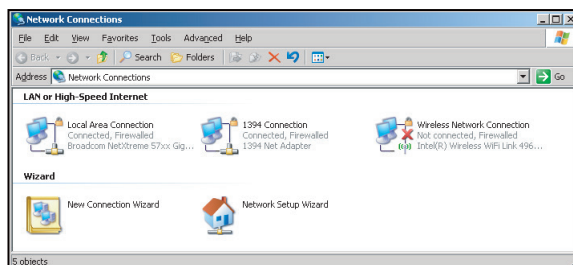 Network Connections
File Edit View Favorites Tools Advanced Help
Back Search Folders
Address Network Connections Go
LAN or High-Speed Internet
Local Area Connection
Connected, Firewalled
Broadcom NetXtreme 57xx Gig...
1394 Connection
Connected, Firewalled
1394 Net Adapter
Wireless Network Connection
Not connected, Firewalled
Intel(R) Wireless WiFi Link 496...
Wizard
New Connection Wizard
Network Setup Wizard
5 objects